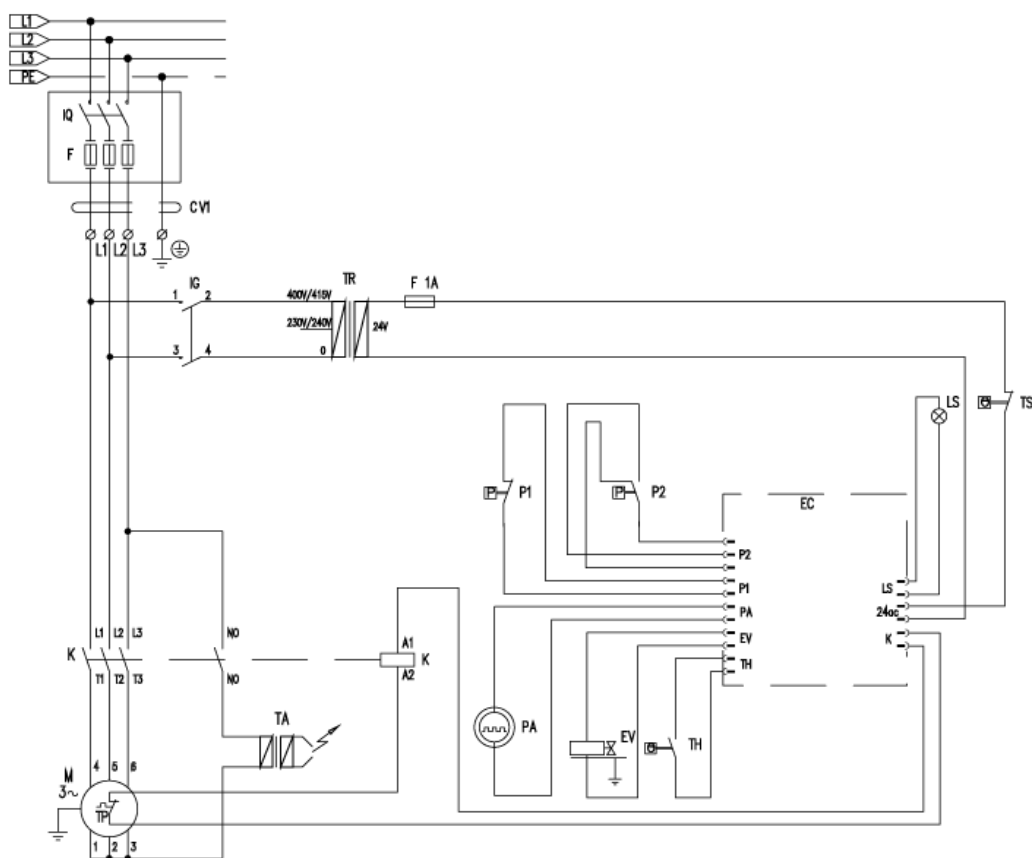 L1
L2
L3
PE
IQ
F
CV1
L1 L2 L3
IG
1 2
3 4
TR
400V/415V
230V/240V
0
24V
F 1A
TS
LS
P P1
P P2
EC
P2
P1
PA
EV
TH
LS
24ac
K
L1 L2 L3 NO
K
T1 T2 T3 NO
A1
K
A2
TA
PA
EV
TH
4 5 6
M
3~
TP
1 2 3